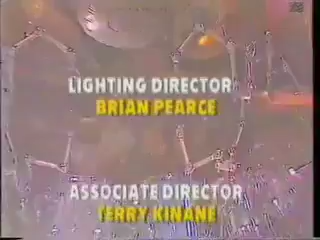 LIGHTING DIRECTOR
BRIAN PEARCE
ASSOCIATE DIRECTOR
TERRY KINANE